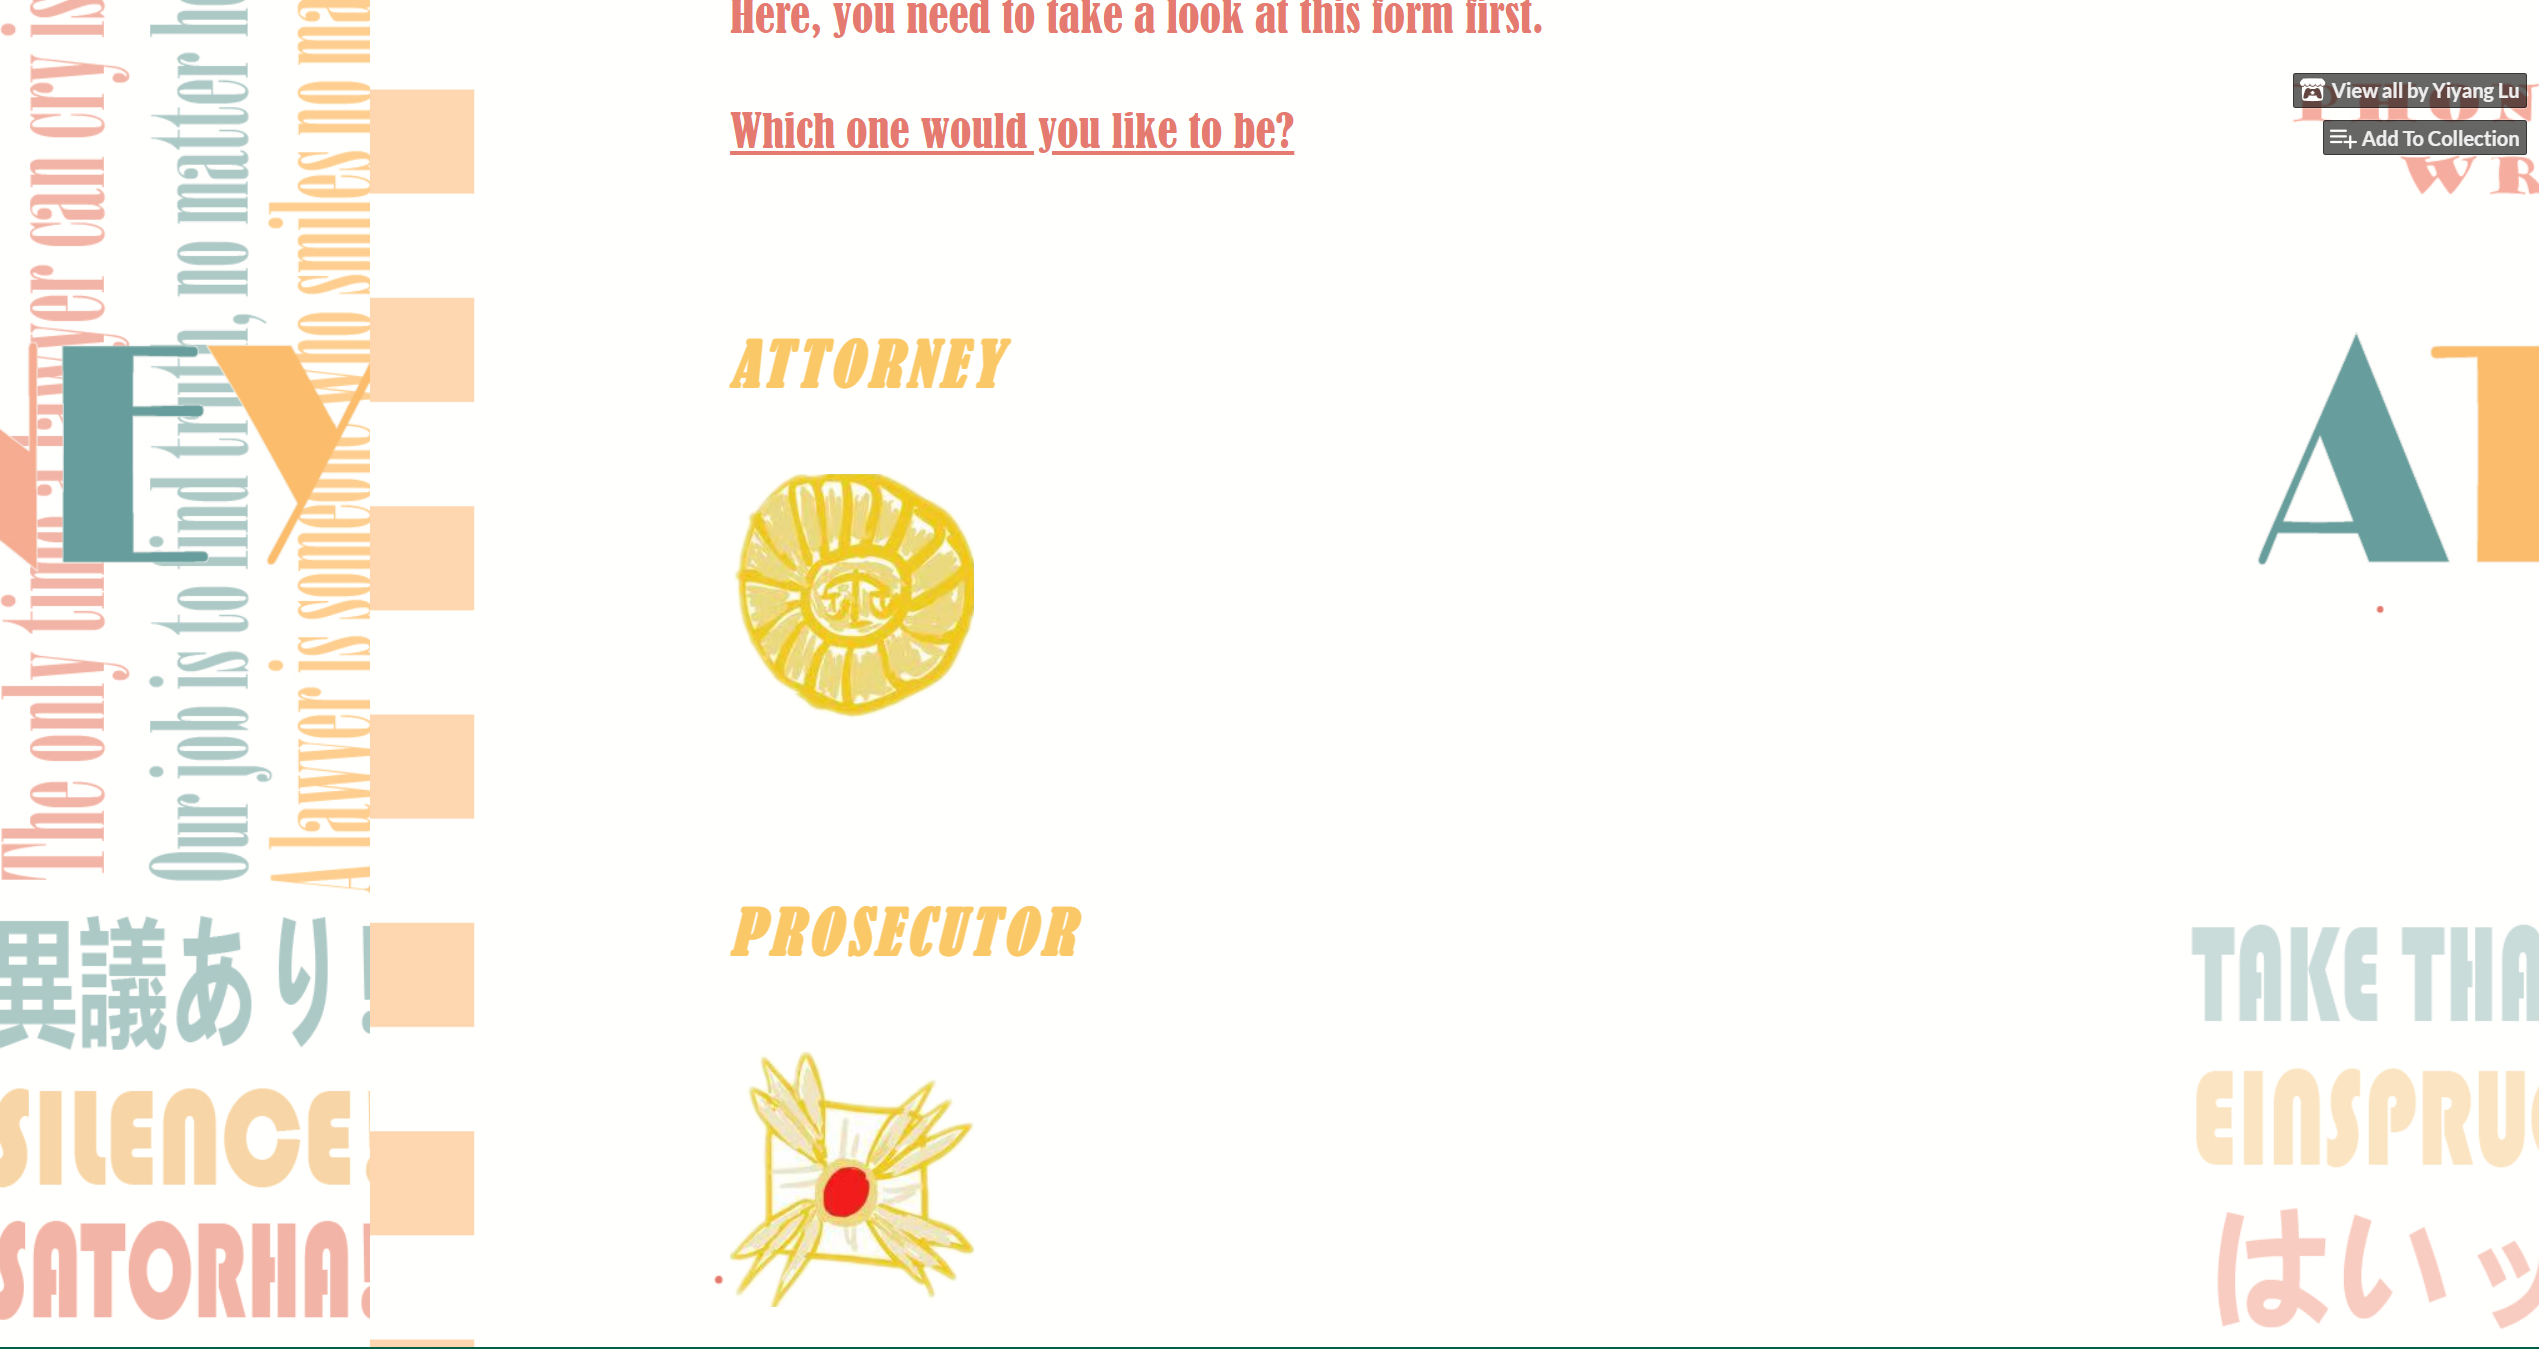 Here, you need to take a look at this form first.
Which one would you like to be?
View all by Yiyang Lu
Add To Collection
ATTORNEY
PROSECUTOR
The only time lawyer can cry is
Our job is to find truth, no matter
A lawyer is someone who smiles no
EY
AT
異議あり!
SILENCE!
SATORHA!
TAKE THA
EINSPRUC
はいッ